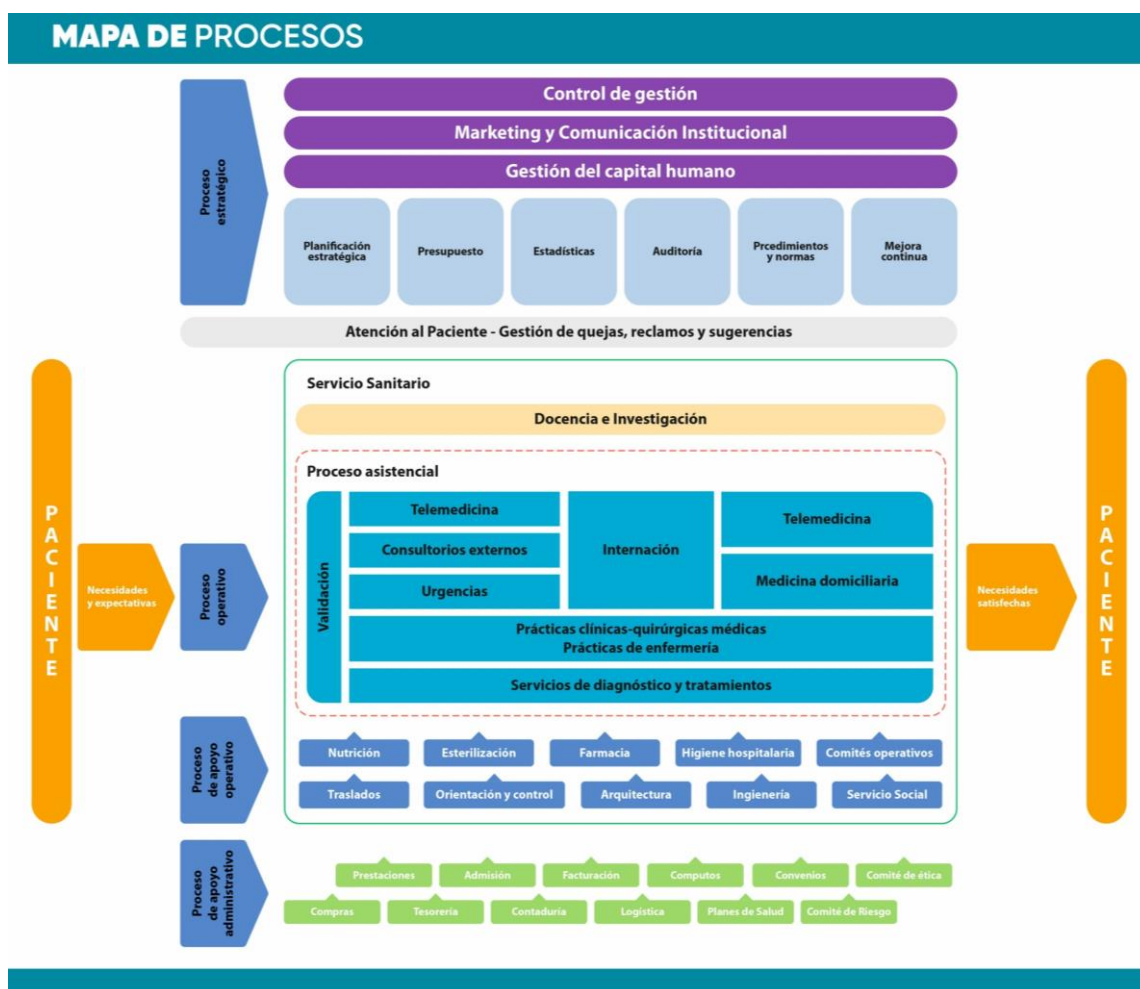 MAPA DE PROCESOS
Proceso
estratégico
Control de gestión
Marketing y Comunicación Institucional
Gestión del capital humano
Planificación
estratégica
Presupuesto
Estadísticas
Auditoría
Prcedimientos
y normas
Mejora
continua
Atención al Paciente - Gestión de quejas, reclamos y sugerencias
PACIENTE
Necesidades
y expectativas
Proceso
operativo
Servicio Sanitario
Docencia e Investigación
Proceso asistencial
Validación
Telemedicina
Consultorios externos
Urgencias
Internación
Telemedicina
Medicina domiciliaria
Prácticas clínicas-quirúrgicas médicas
Prácticas de enfermería
Servicios de diagnóstico y tratamientos
Necesidades
satisfechas
PACIENTE
Proceso
de apoyo
operativo
Nutrición
Esterilización
Farmacia
Higiene hospitalaria
Comités operativos
Traslados
Orientación y control
Arquitectura
Ingienería
Servicio Social
Proceso
de apoyo
administrativo
Prestaciones
Admisión
Facturación
Computos
Convenios
Comité de ética
Compras
Tesorería
Contaduría
Logística
Planes de Salud
Comité de Riesgo